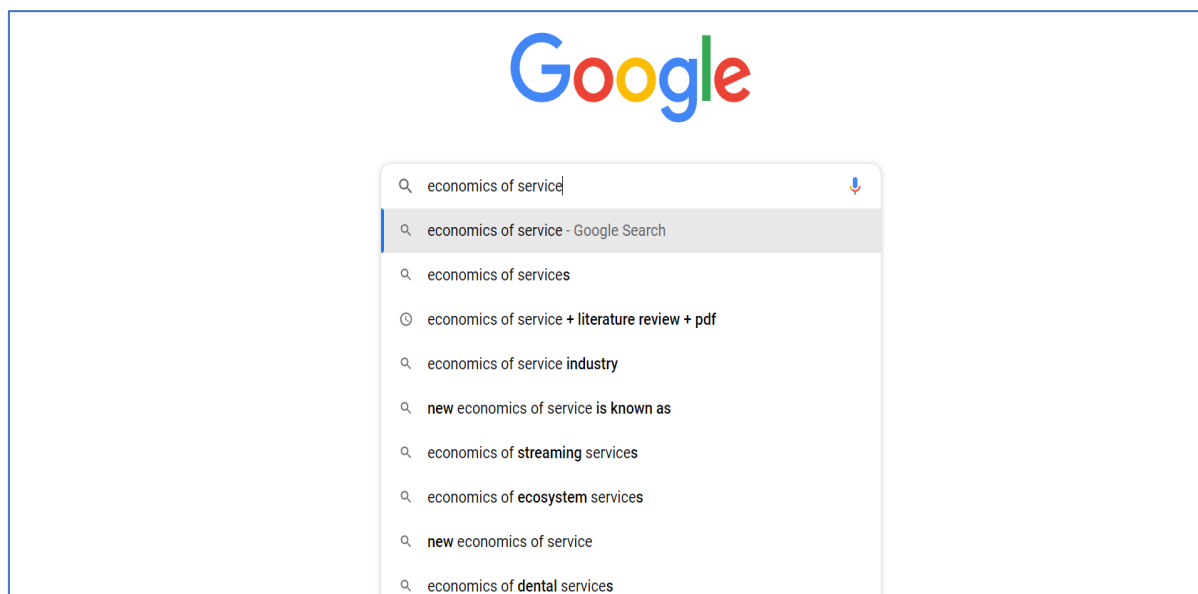 Google
economics of service
economics of service - Google Search
economics of services
economics of service + literature review + pdf
economics of service industry
new economics of service is known as
economics of streaming services
economics of ecosystem services
new economics of service
economics of dental services